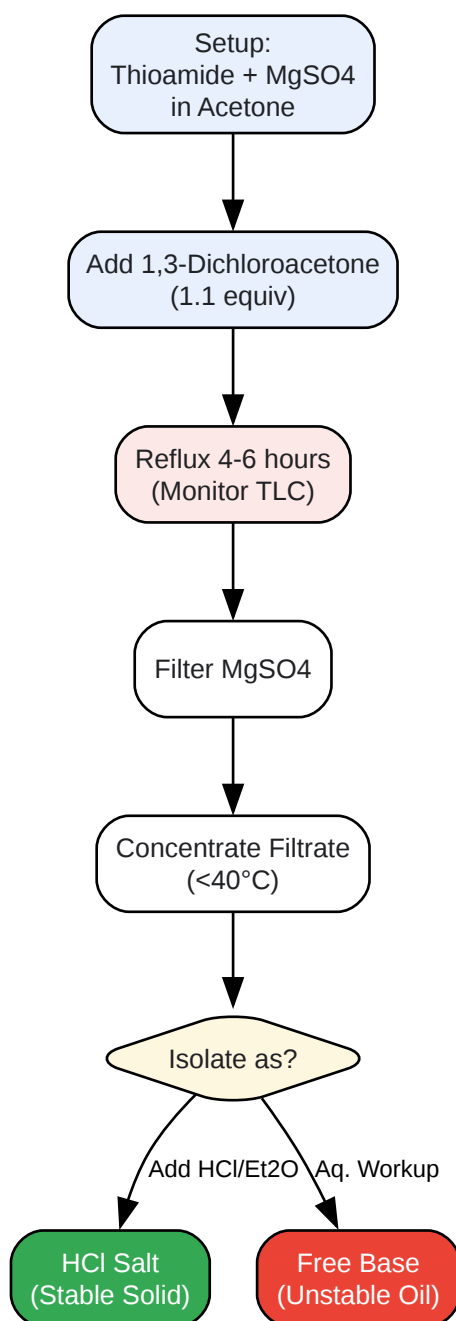 Setup:
Thioamide + MgSO4
in Acetone
Add 1,3-Dichloroacetone
(1.1 equiv)
Reflux 4-6 hours
(Monitor TLC)
Filter MgSO4
Concentrate Filtrate
(<40°C)
Isolate as?
Add HCl/Et2O
Aq. Workup
HCl Salt
(Stable Solid)
Free Base
(Unstable Oil)